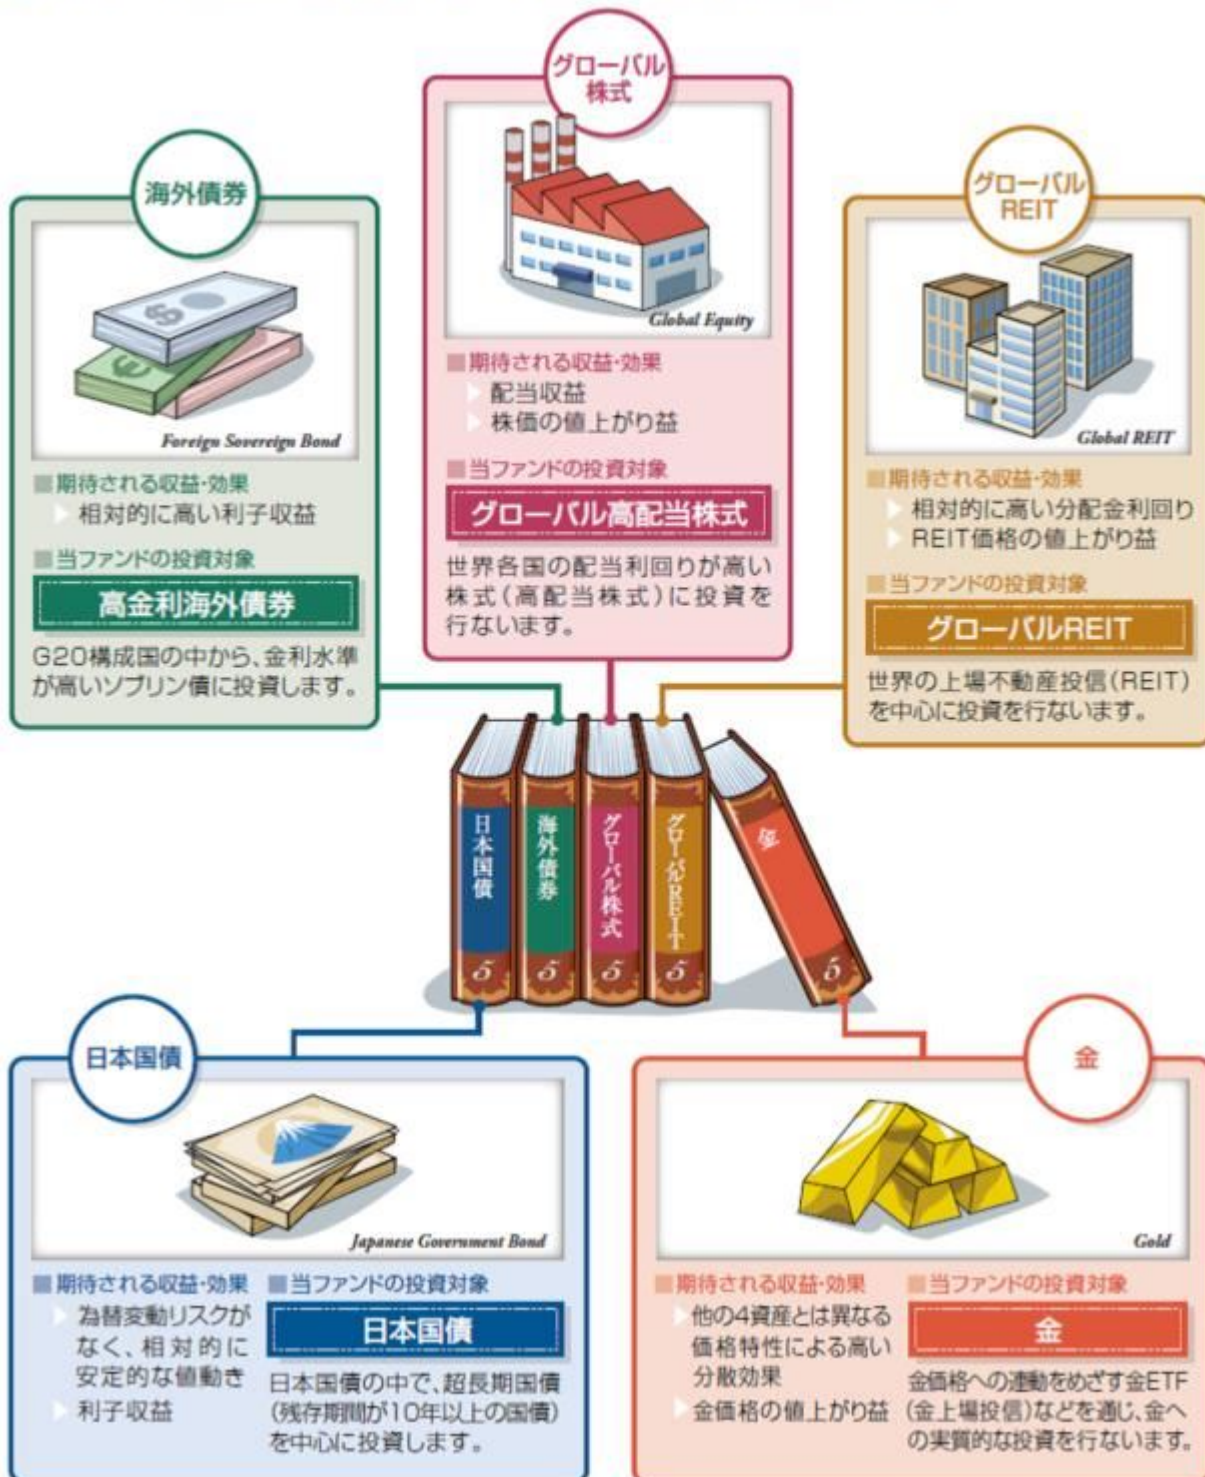 グローバル
株式
Global Equity
■期待される収益・効果
配当収益
株価の値上がり益
■当ファンドの投資対象
グローバル高配当株式
世界各国の配当利回りが高い
株式(高配当株式)に投資を
行ないます。
海外債券
Foreign Sovereign Bond
■期待される収益・効果
相対的に高い利子収益
■当ファンドの投資対象
高金利海外債券
G20構成国の中から、金利水準
が高いソブリン債に投資します。
グローバル
REIT
Global REIT
■期待される収益・効果
相対的に高い分配金利回り
REIT価格の値上がり益
■当ファンドの投資対象
グローバルREIT
世界の上場不動産投信(REIT)
を中心に投資を行ないます。
日本国債
5
海外債券
5
グローバル株式
5
グローバルREIT
5
金
5
日本国債
Japanese Government Bond
■期待される収益・効果
為替変動リスクが
なく、相対的に
安定的な値動き
利子収益
■当ファンドの投資対象
日本国債
日本国債の中で、超長期国債
(残存期間が10年以上の国債)
を中心に投資します。
金
Gold
■期待される収益・効果
他の4資産とは異なる
価格特性による高い
分散効果
金価格の値上がり益
■当ファンドの投資対象
金
金価格への連動をめざす金ETF
(金上場投信)などを通じ、金へ
の実質的な投資を行ないます。